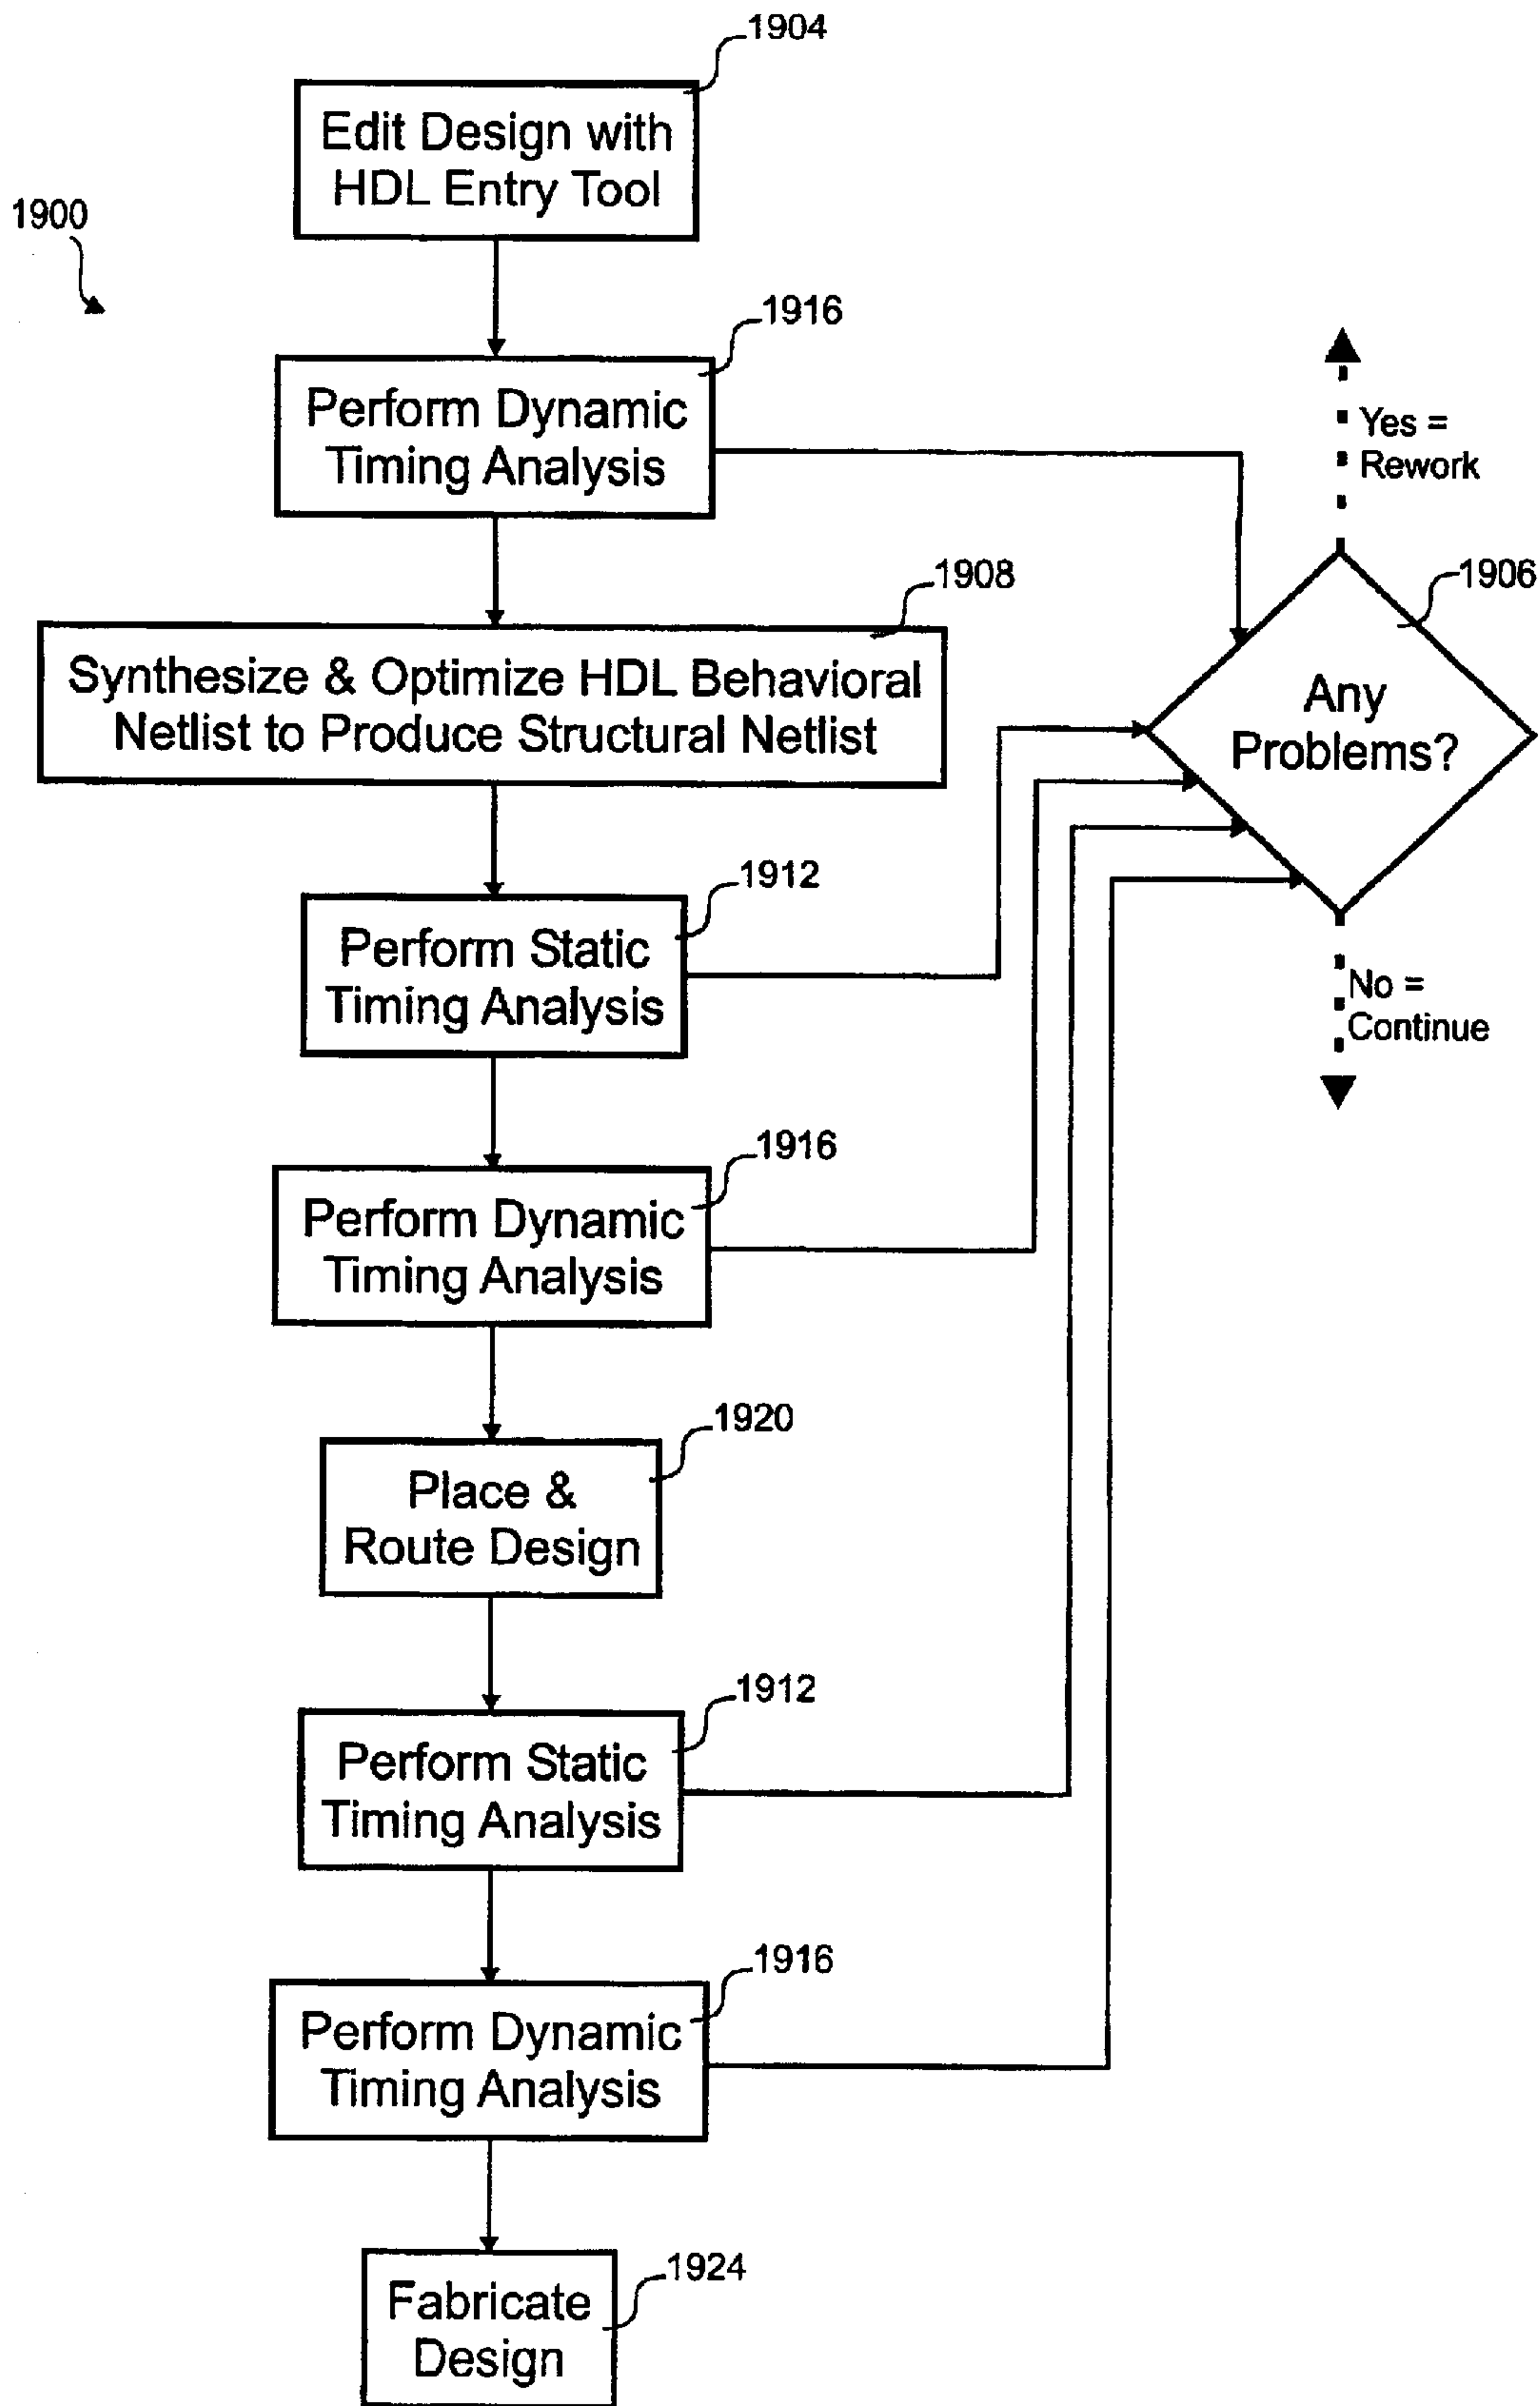 1904
Edit Design with
HDL Entry Tool
1900
1916
Perform Dynamic
Timing Analysis
Yes =
Rework
1908
Synthesize & Optimize HDL Behavioral
Netlist to Produce Structural Netlist
1906
Any
Problems?
1912
Perform Static
Timing Analysis
No =
Continue
1916
Perform Dynamic
Timing Analysis
1920
Place &
Route Design
1912
Perform Static
Timing Analysis
1916
Perform Dynamic
Timing Analysis
1924
Fabricate
Design